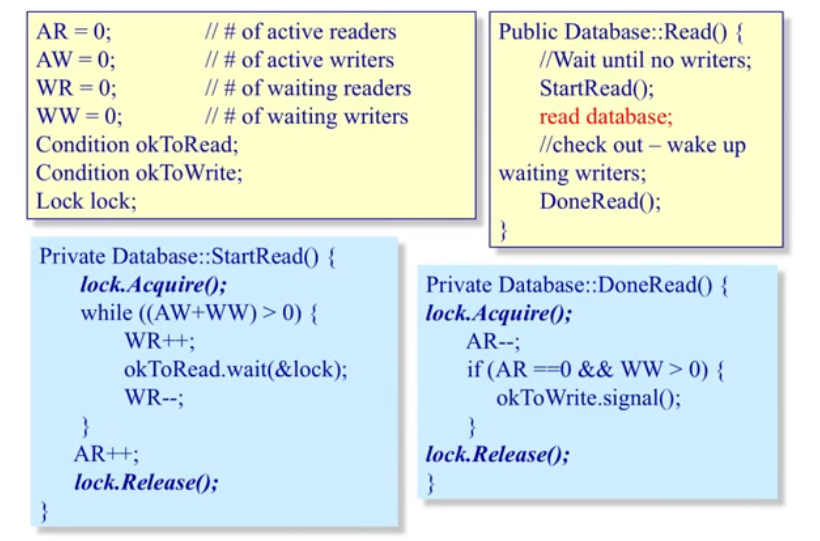 AR = 0; // # of active readers
AW = 0; // # of active writers
WR = 0; // # of waiting readers
WW = 0; // # of waiting writers
Condition okToRead;
Condition okToWrite;
Lock lock;
Public Database::Read() {
//Wait until no writers;
StartRead();
read database;
//check out – wake up
waiting writers;
DoneRead();
}
Private Database::StartRead() {
lock.Acquire();
while ((AW+WW) > 0) {
WR++;
okToRead.wait(&lock);
WR--;
}
AR++;
lock.Release();
}
Private Database::DoneRead() {
lock.Acquire();
AR--;
if (AR ==0 && WW > 0) {
okToWrite.signal();
}
lock.Release();
}